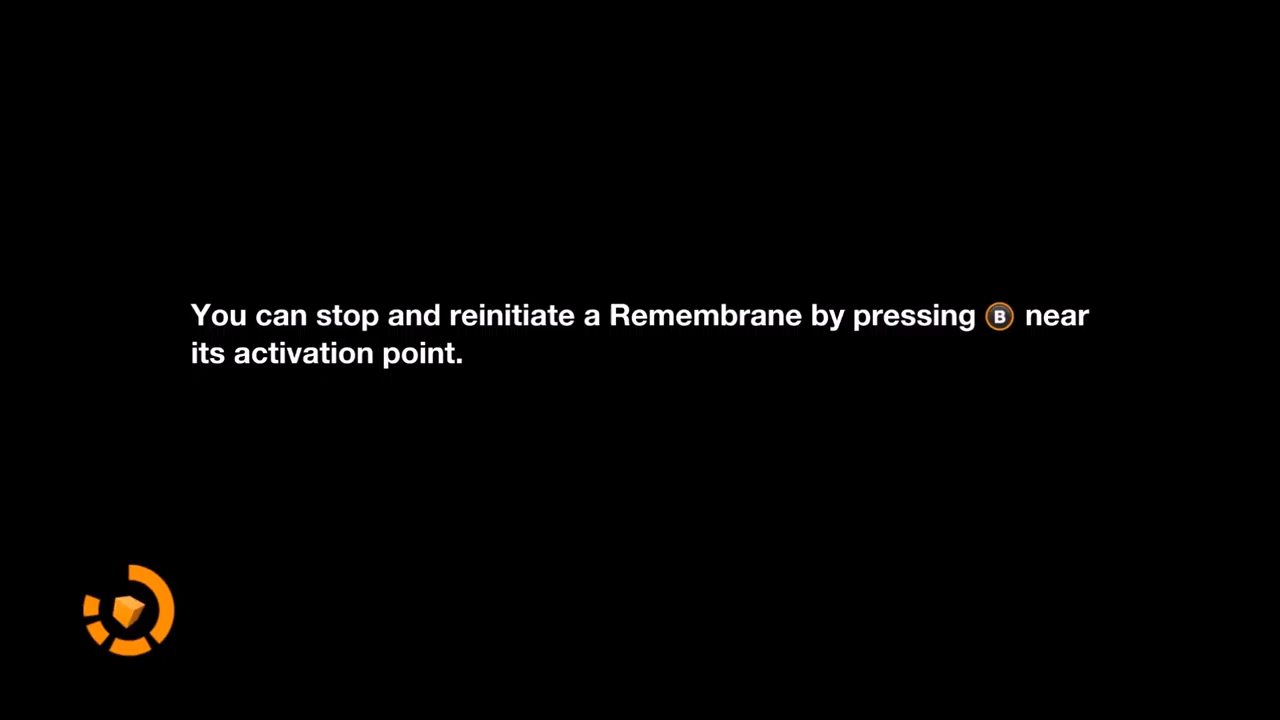 You can stop and reinitiate a Remembrane by pressing B near
its activation point.